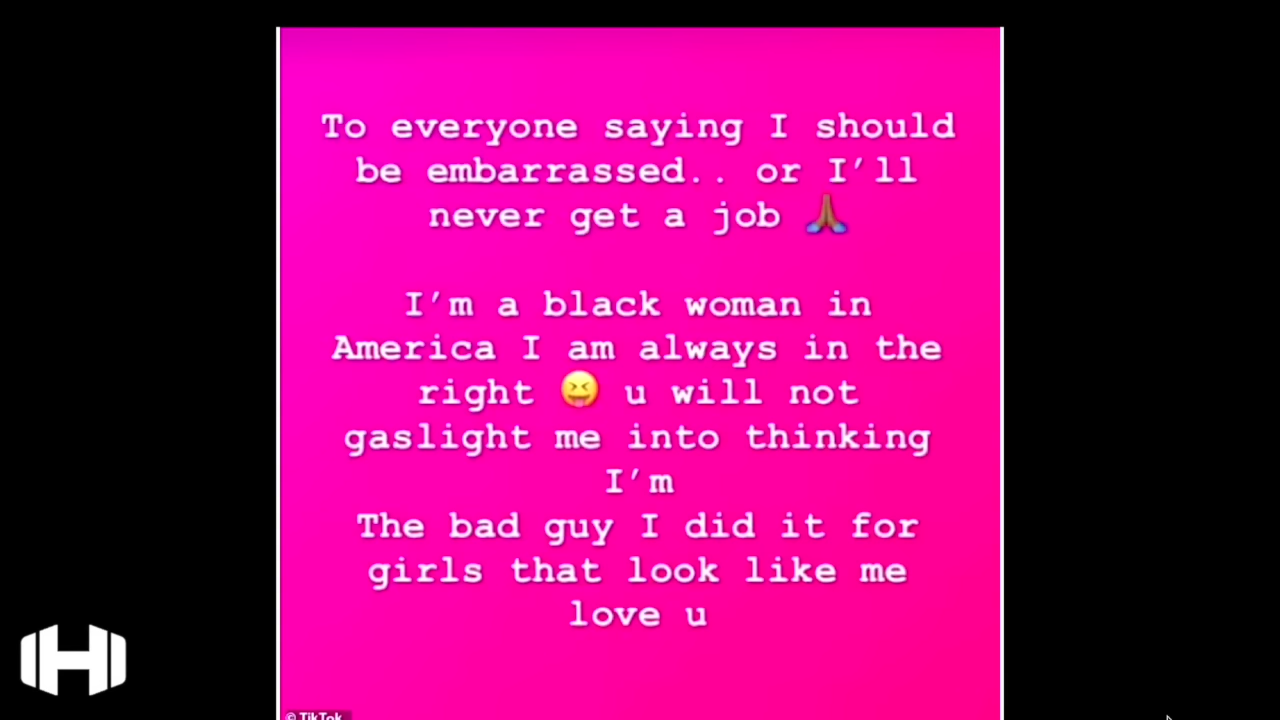 To everyone saying I should
be embarrassed.. or I’ll
never get a job 🙏🏾
I’m a black woman in
America I am always in the
right 😝 u will not
gaslight me into thinking
I’m
The bad guy I did it for
girls that look like me
love u
© TikTok
H